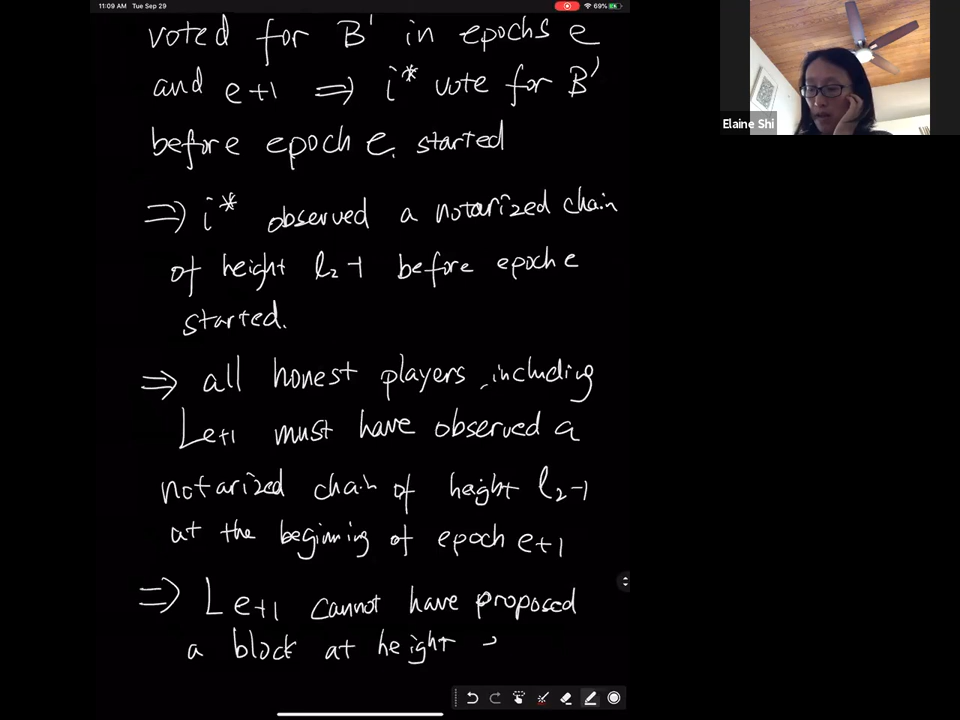 11:09 AM Tue Sep 29
69%
voted for B' in epochs e
and e+1 ⇒ i* vote for B'
before epoch e started
⇒ i* observed a notarized chain
of height l₂-1 before epoch e
started.
⇒ all honest players, including
Lₑ₊₁ must have observed a
notarized chain of height l₂-1
at the beginning of epoch e+1
⇒ Lₑ₊₁ cannot have proposed
a block at height
Elaine Shi